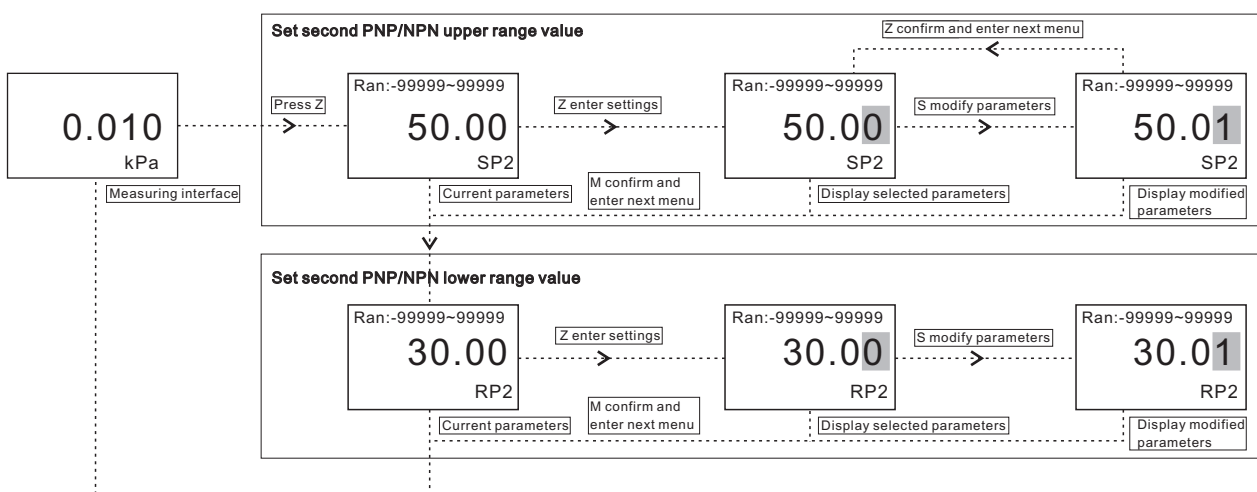 Set second PNP/NPN upper range value
Z confirm and enter next menu
0.010
kPa
Measuring interface
Press Z
Ran:-99999~99999
50.00
SP2
Current parameters
Z enter settings
M confirm and
enter next menu
Ran:-99999~99999
50.00
SP2
Display selected parameters
S modify parameters
Ran:-99999~99999
50.01
SP2
Display modified
parameters
Set second PNP/NPN lower range value
Ran:-99999~99999
30.00
RP2
Current parameters
Z enter settings
M confirm and
enter next menu
Ran:-99999~99999
30.00
RP2
Display selected parameters
S modify parameters
Ran:-99999~99999
30.01
RP2
Display modified
parameters